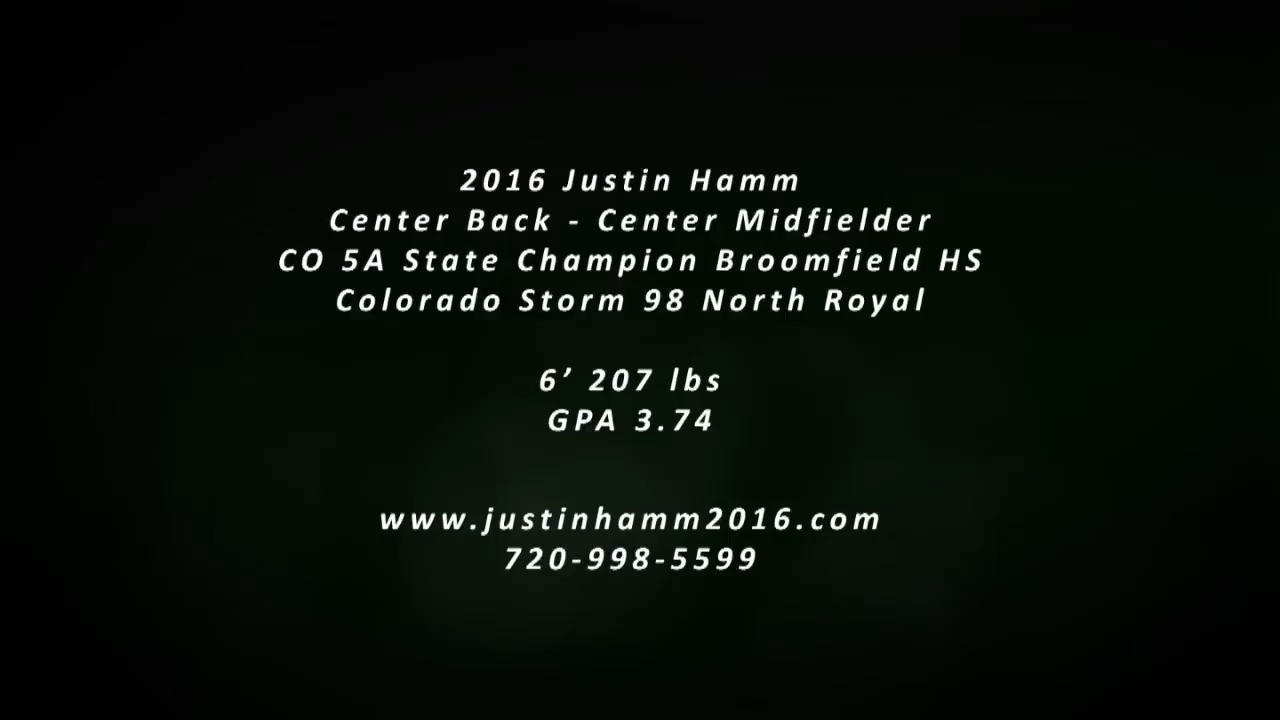 2016 Justin Hamm
Center Back - Center Midfielder
CO 5A State Champion Broomfield HS
Colorado Storm 98 North Royal
6’ 207 lbs
GPA 3.74
www.justinhamm2016.com
720-998-5599